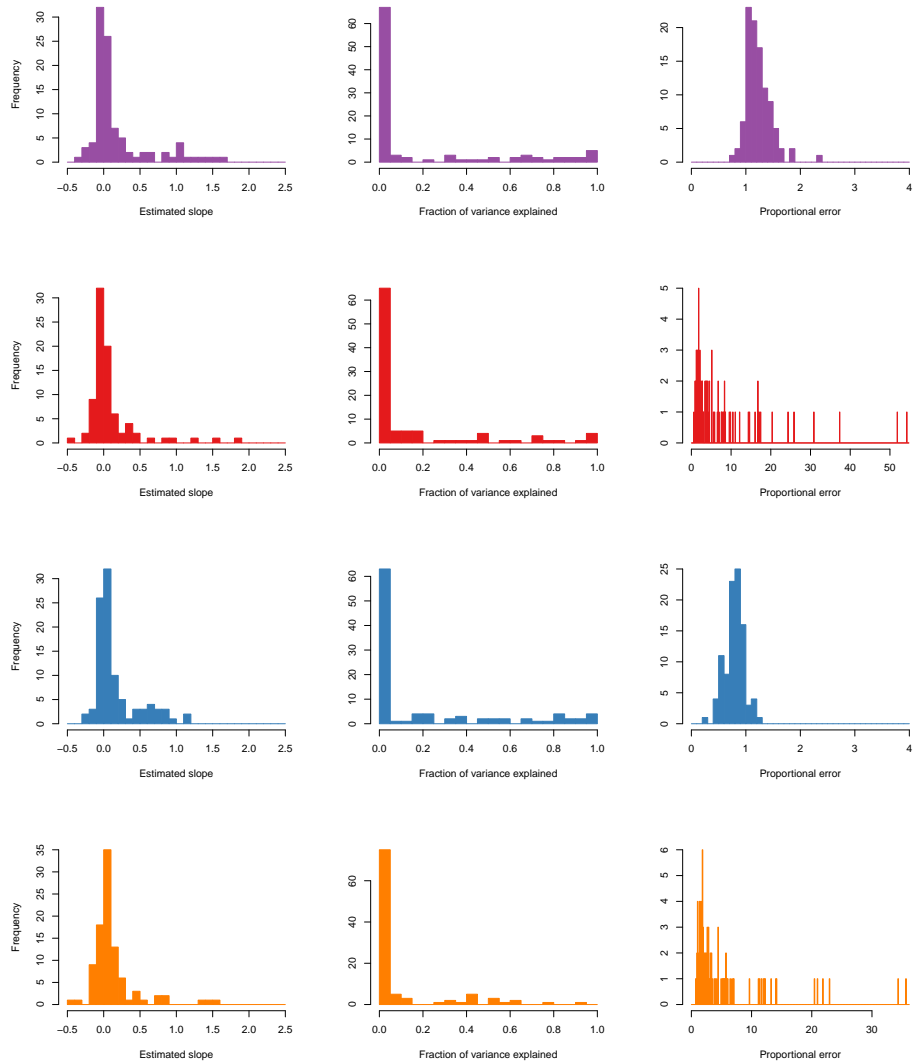 Frequency
0 5 10 20 30
−0.5 0.0 0.5 1.0 1.5 2.0 2.5
Estimated slope
0 10 20 30 40 50 60
0.0 0.2 0.4 0.6 0.8 1.0
Fraction of variance explained
0 5 10 15 20
0 1 2 3 4
Proportional error
Frequency
0 5 10 15 20 25 30
−0.5 0.0 0.5 1.0 1.5 2.0 2.5
Estimated slope
0 10 20 30 40 50 60
0.0 0.2 0.4 0.6 0.8 1.0
Fraction of variance explained
0 1 2 3 4 5
0 10 20 30 40 50
Proportional error
Frequency
0 5 10 20 30
−0.5 0.0 0.5 1.0 1.5 2.0 2.5
Estimated slope
0 10 20 30 40 50 60
0.0 0.2 0.4 0.6 0.8 1.0
Fraction of variance explained
0 5 10 15 20 25
0 1 2 3 4
Proportional error
Frequency
0 5 10 15 20 25 30 35
−0.5 0.0 0.5 1.0 1.5 2.0 2.5
Estimated slope
0 20 40 60
0.0 0.2 0.4 0.6 0.8 1.0
Fraction of variance explained
0 1 2 3 4 5 6
0 10 20 30
Proportional error